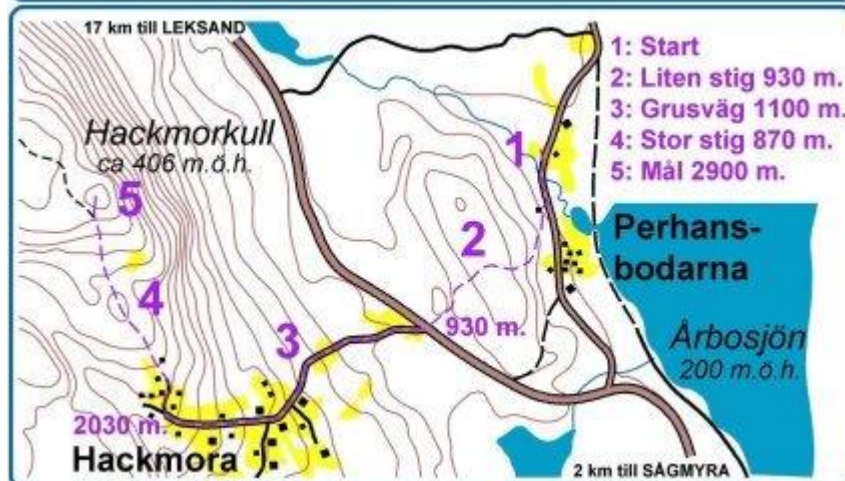 17 km till LEKSAND
1: Start
2: Liten stig 930 m.
3: Grusväg 1100 m.
4: Stor stig 870 m.
5: Mål 2900 m.
Hackmorkull
ca 406 m.ö.h.
1
5
2
Perhans-
bodarna
4
3
930 m.
Årbosjön
200 m.ö.h.
2030 m.
Hackmora
2 km till SÅGMYRA